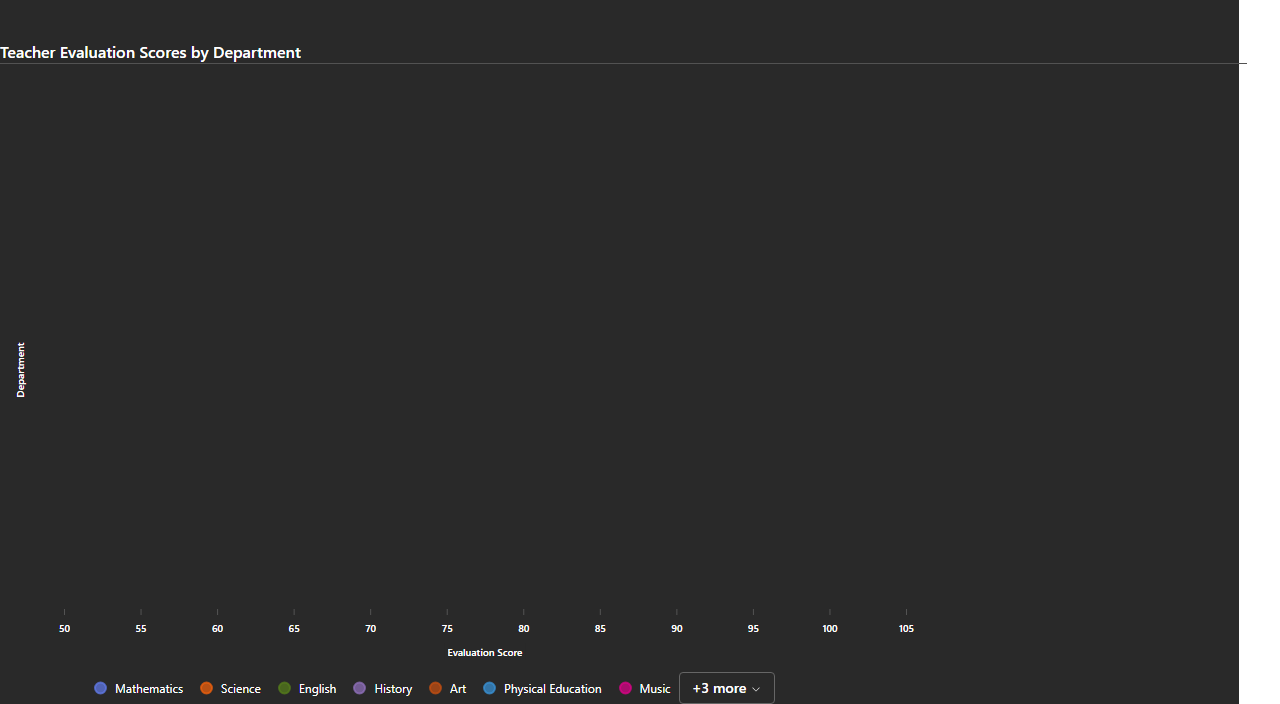 Teacher Evaluation Scores by Department
Department
50 55 60 65 70 75 80 85 90 95 100 105
Evaluation Score
Mathematics Science English History Art Physical Education Music +3 more